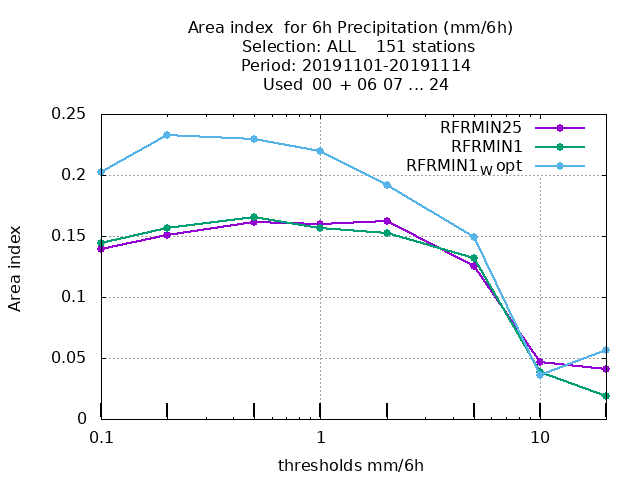 Area index  for 6h Precipitation (mm/6h)
Selection: ALL    151 stations
Period: 20191101-20191114
Used  00  + 06 07 ... 24
0.25
RFRMIN25
RFRMIN1
RFRMIN1W opt
0.2
0.15
0.1
0.05
0
Area index
0.1 1 10
thresholds mm/6h